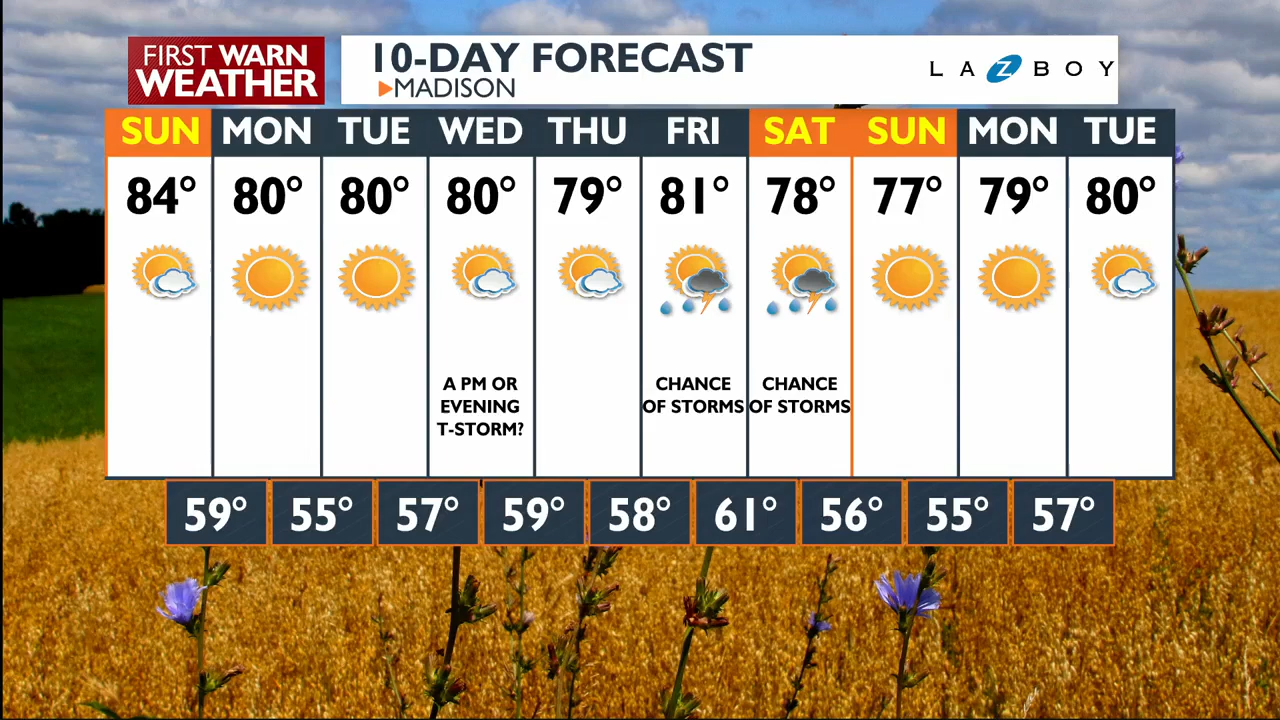 FIRST WARN
WEATHER
10-DAY FORECAST
MADISON
LA Z BOY
SUN MON TUE WED THU FRI SAT SUN MON TUE
84° 80° 80° 80° 79° 81° 78° 77° 79° 80°
A PM OR
EVENING
T-STORM?
CHANCE
OF STORMS
CHANCE
OF STORMS
59° 55° 57° 59° 58° 61° 56° 55° 57°